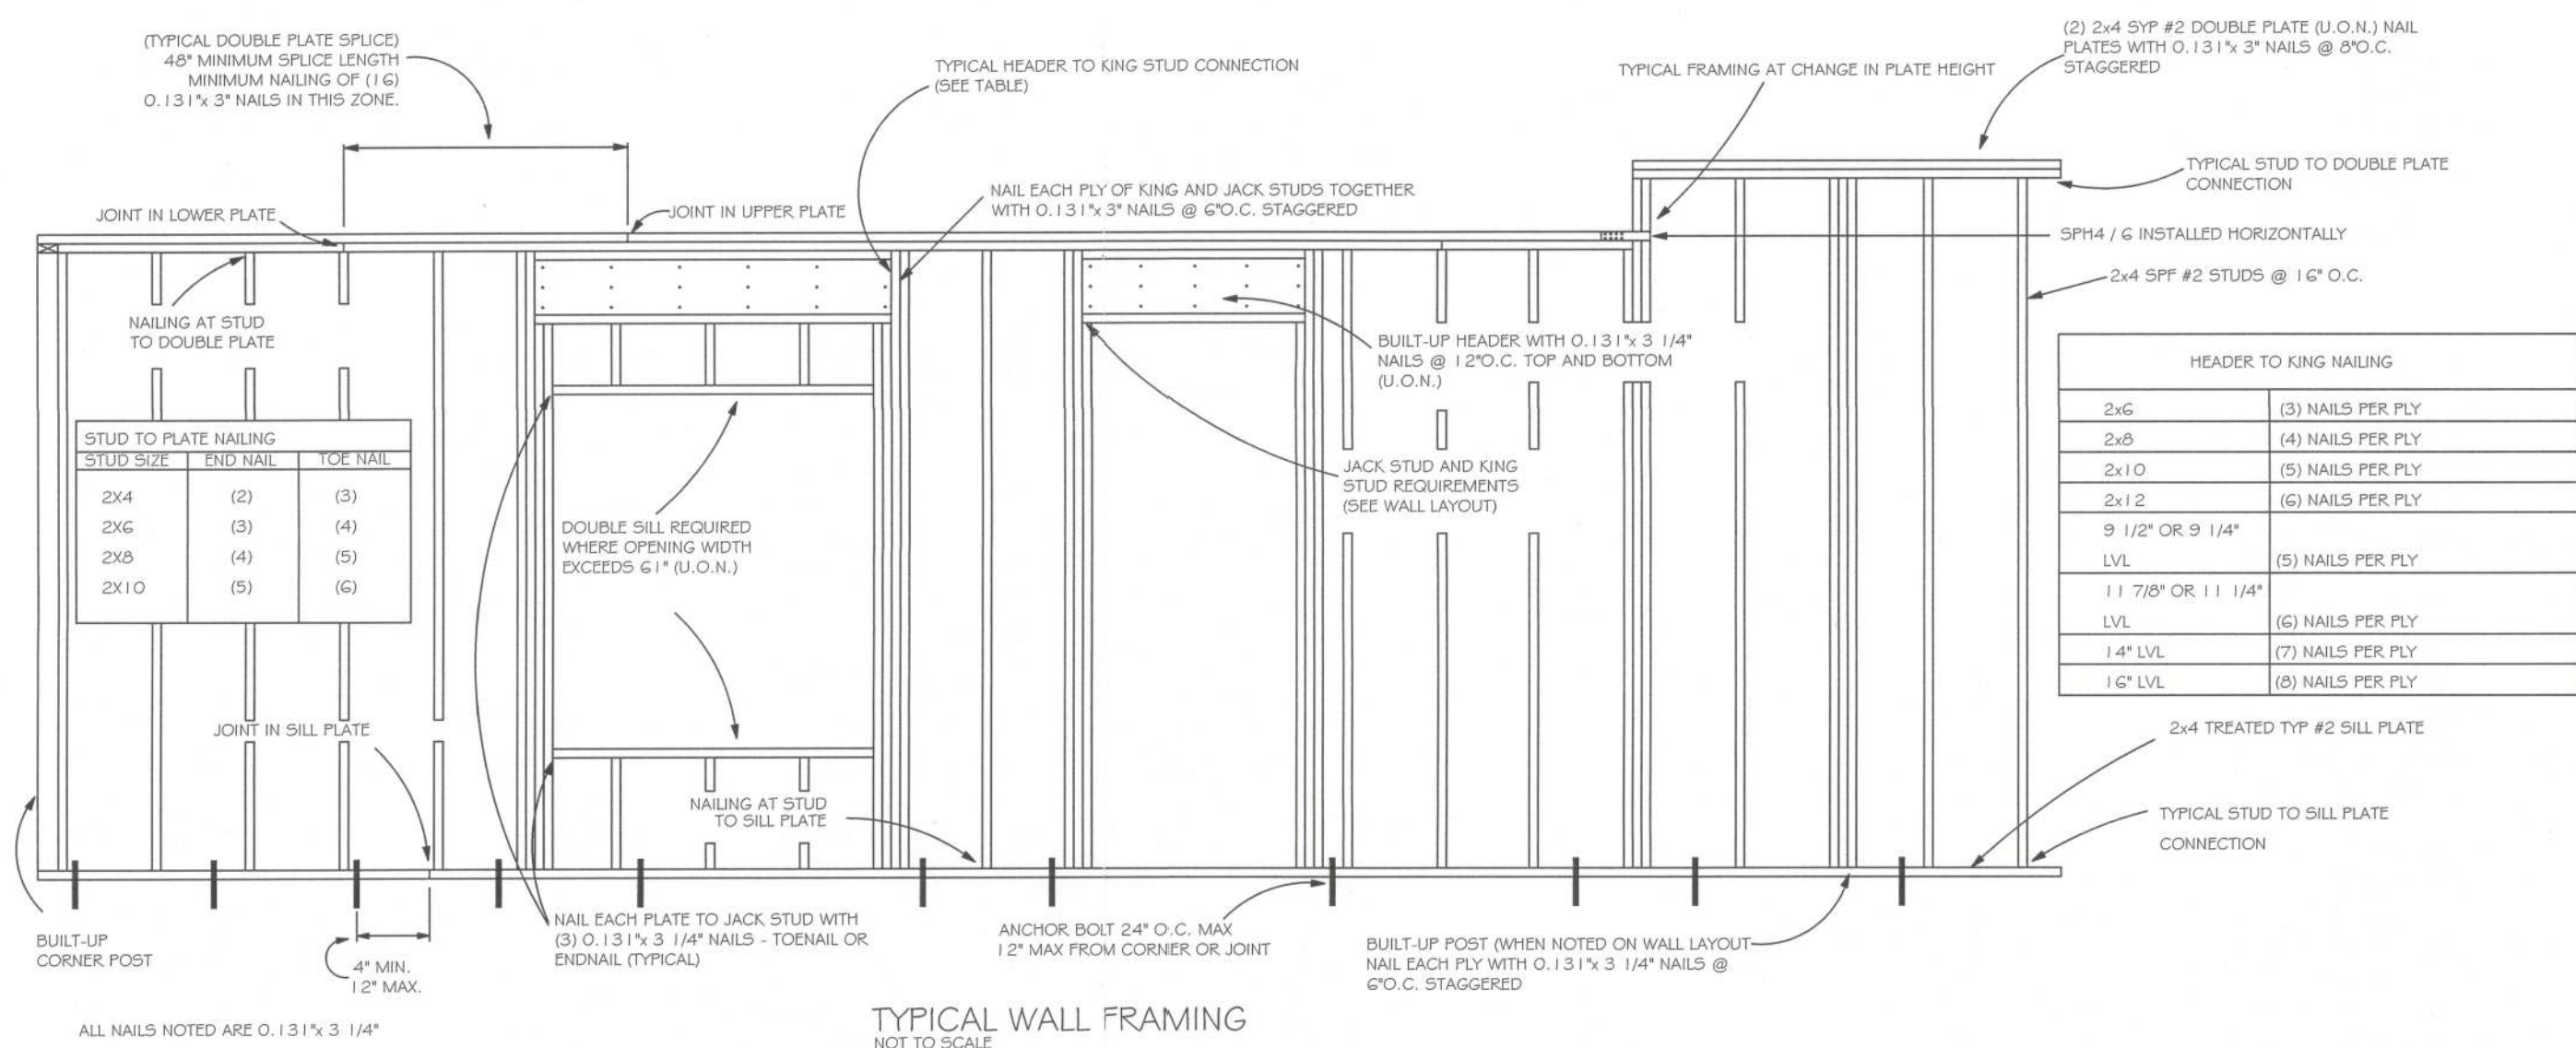 (TYPICAL DOUBLE PLATE SPLICE)
48" MINIMUM SPLICE LENGTH
MINIMUM NAILING OF (16)
0.131"x 3" NAILS IN THIS ZONE.
TYPICAL HEADER TO KING STUD CONNECTION
(SEE TABLE)
TYPICAL FRAMING AT CHANGE IN PLATE HEIGHT
(2) 2x4 SYP #2 DOUBLE PLATE (U.O.N.) NAIL
PLATES WITH 0.131"x 3" NAILS @ 8"O.C.
STAGGERED
JOINT IN LOWER PLATE
JOINT IN UPPER PLATE
NAIL EACH PLY OF KING AND JACK STUDS TOGETHER
WITH 0.131"x 3" NAILS @ 6"O.C. STAGGERED
TYPICAL STUD TO DOUBLE PLATE
CONNECTION
SPH4 / 6 INSTALLED HORIZONTALLY
2x4 SPF #2 STUDS @ 16" O.C.
NAILING AT STUD
TO DOUBLE PLATE
BUILT-UP HEADER WITH 0.131"x 3 1/4"
NAILS @ 12"O.C. TOP AND BOTTOM
(U.O.N.)
STUD TO PLATE NAILING
STUD SIZE END NAIL TOE NAIL
2X4 (2) (3)
2X6 (3) (4)
2X8 (4) (5)
2X10 (5) (6)
DOUBLE SILL REQUIRED
WHERE OPENING WIDTH
EXCEEDS 61" (U.O.N.)
JACK STUD AND KING
STUD REQUIREMENTS
(SEE WALL LAYOUT)
HEADER TO KING NAILING
2x6 (3) NAILS PER PLY
2x8 (4) NAILS PER PLY
2x10 (5) NAILS PER PLY
2x12 (6) NAILS PER PLY
9 1/2" OR 9 1/4"
LVL (5) NAILS PER PLY
11 7/8" OR 11 1/4"
LVL (6) NAILS PER PLY
14" LVL (7) NAILS PER PLY
16" LVL (8) NAILS PER PLY
JOINT IN SILL PLATE
NAILING AT STUD
TO SILL PLATE
2x4 TREATED TYP #2 SILL PLATE
TYPICAL STUD TO SILL PLATE
CONNECTION
BUILT-UP
CORNER POST
4" MIN.
12" MAX.
NAIL EACH PLATE TO JACK STUD WITH
(3) 0.131"x 3 1/4" NAILS - TOENAIL OR
ENDNAIL (TYPICAL)
ANCHOR BOLT 24" O.C. MAX
12" MAX FROM CORNER OR JOINT
BUILT-UP POST (WHEN NOTED ON WALL LAYOUT
NAIL EACH PLY WITH 0.131"x 3 1/4" NAILS @
6"O.C. STAGGERED
ALL NAILS NOTED ARE 0.131"x 3 1/4"
TYPICAL WALL FRAMING
NOT TO SCALE